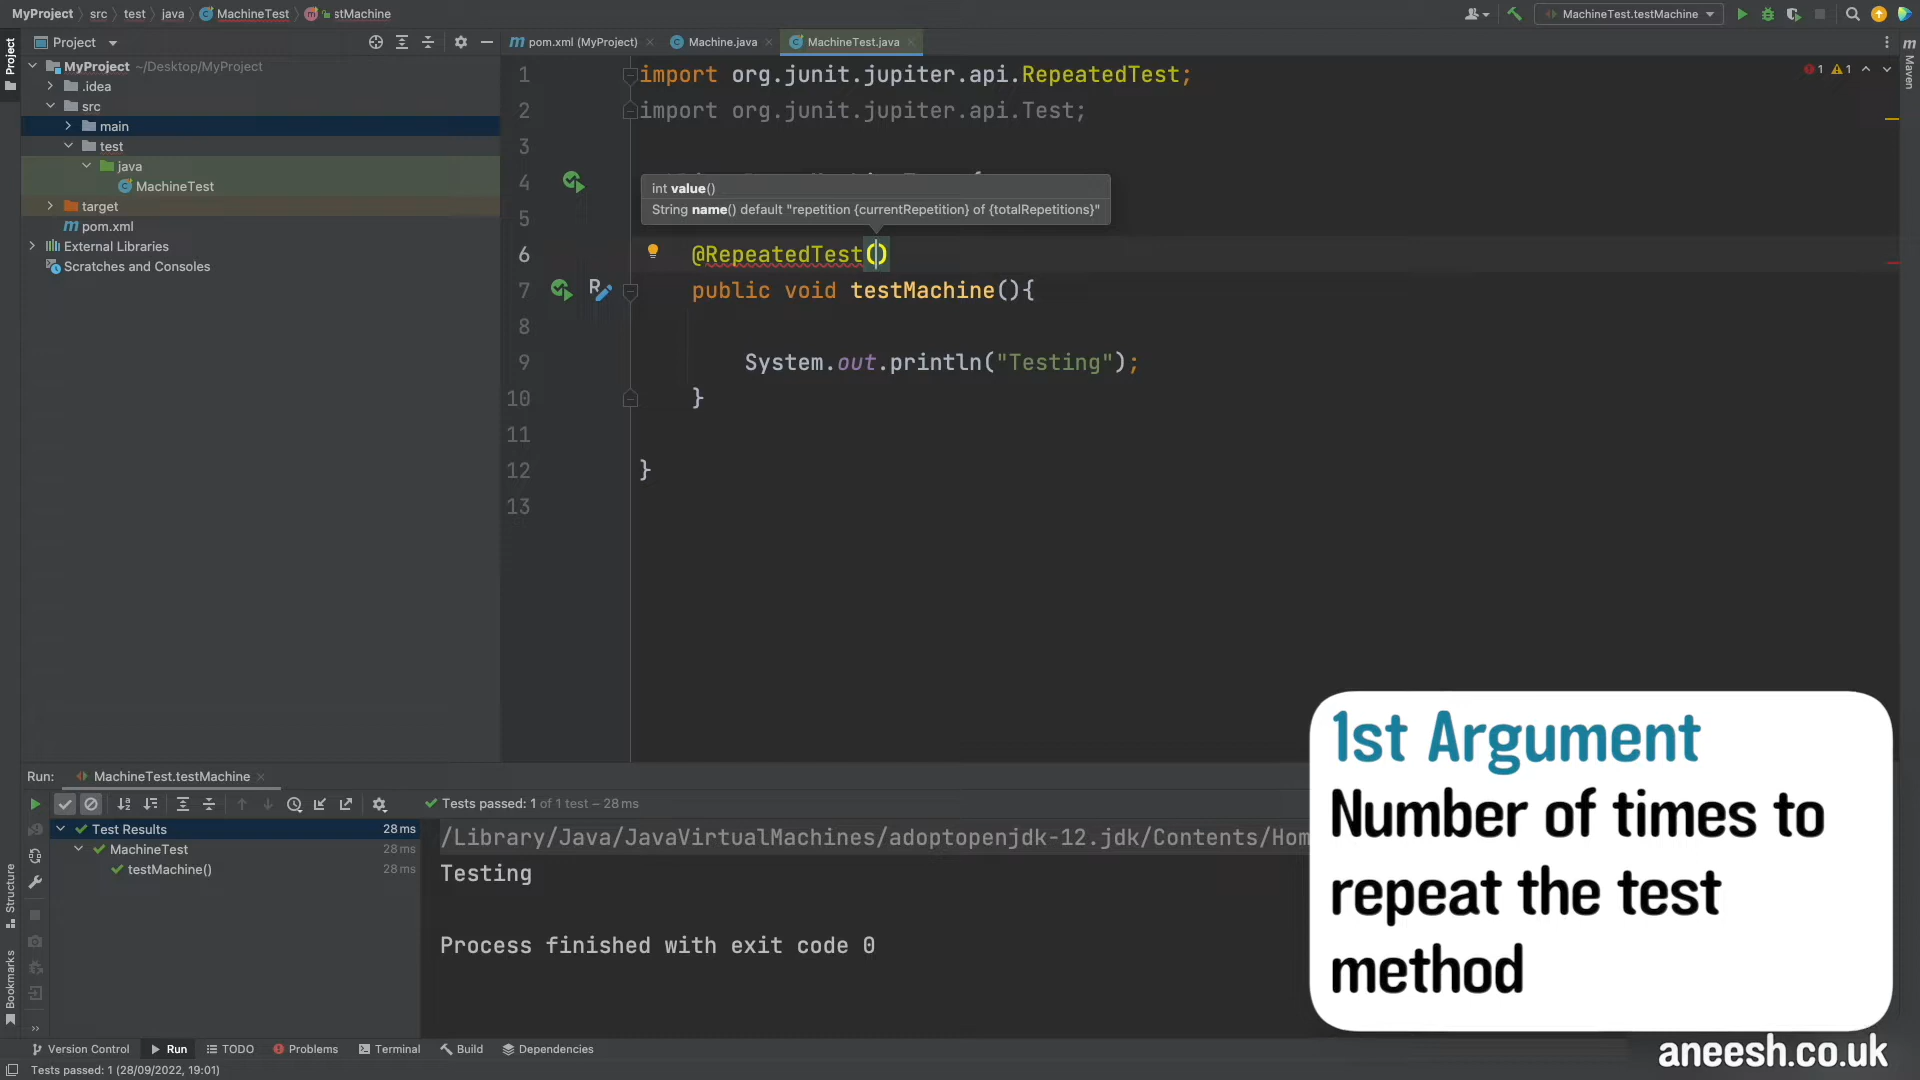 MyProject src test java MachineTest stMachine
MachineTest.testMachine
Project
pom.xml (MyProject)
Machine.java
MachineTest.java
Project
Maven
MyProject ~/Desktop/MyProject
.idea
src
main
test
java
MachineTest
target
pom.xml
External Libraries
Scratches and Consoles
1 import org.junit.jupiter.api.RepeatedTest;
1 1
2 import org.junit.jupiter.api.Test;
3
4
int value()
String name() default "repetition {currentRepetition} of {totalRepetitions}"
5
6 @RepeatedTest()
7 public void testMachine(){
8
9 System.out.println("Testing");
10 }
11
12 }
13
1st Argument
Number of times to
repeat the test
method
Run: MachineTest.testMachine
Tests passed: 1 of 1 test – 28 ms
Test Results 28 ms
MachineTest 28 ms
testMachine() 28 ms
/Library/Java/JavaVirtualMachines/adoptopenjdk-12.jdk/Contents/Hom
Testing
Process finished with exit code 0
Structure
Bookmarks
Version Control Run TODO Problems Terminal Build Dependencies
Tests passed: 1 (28/09/2022, 19:01)
aneesh.co.uk